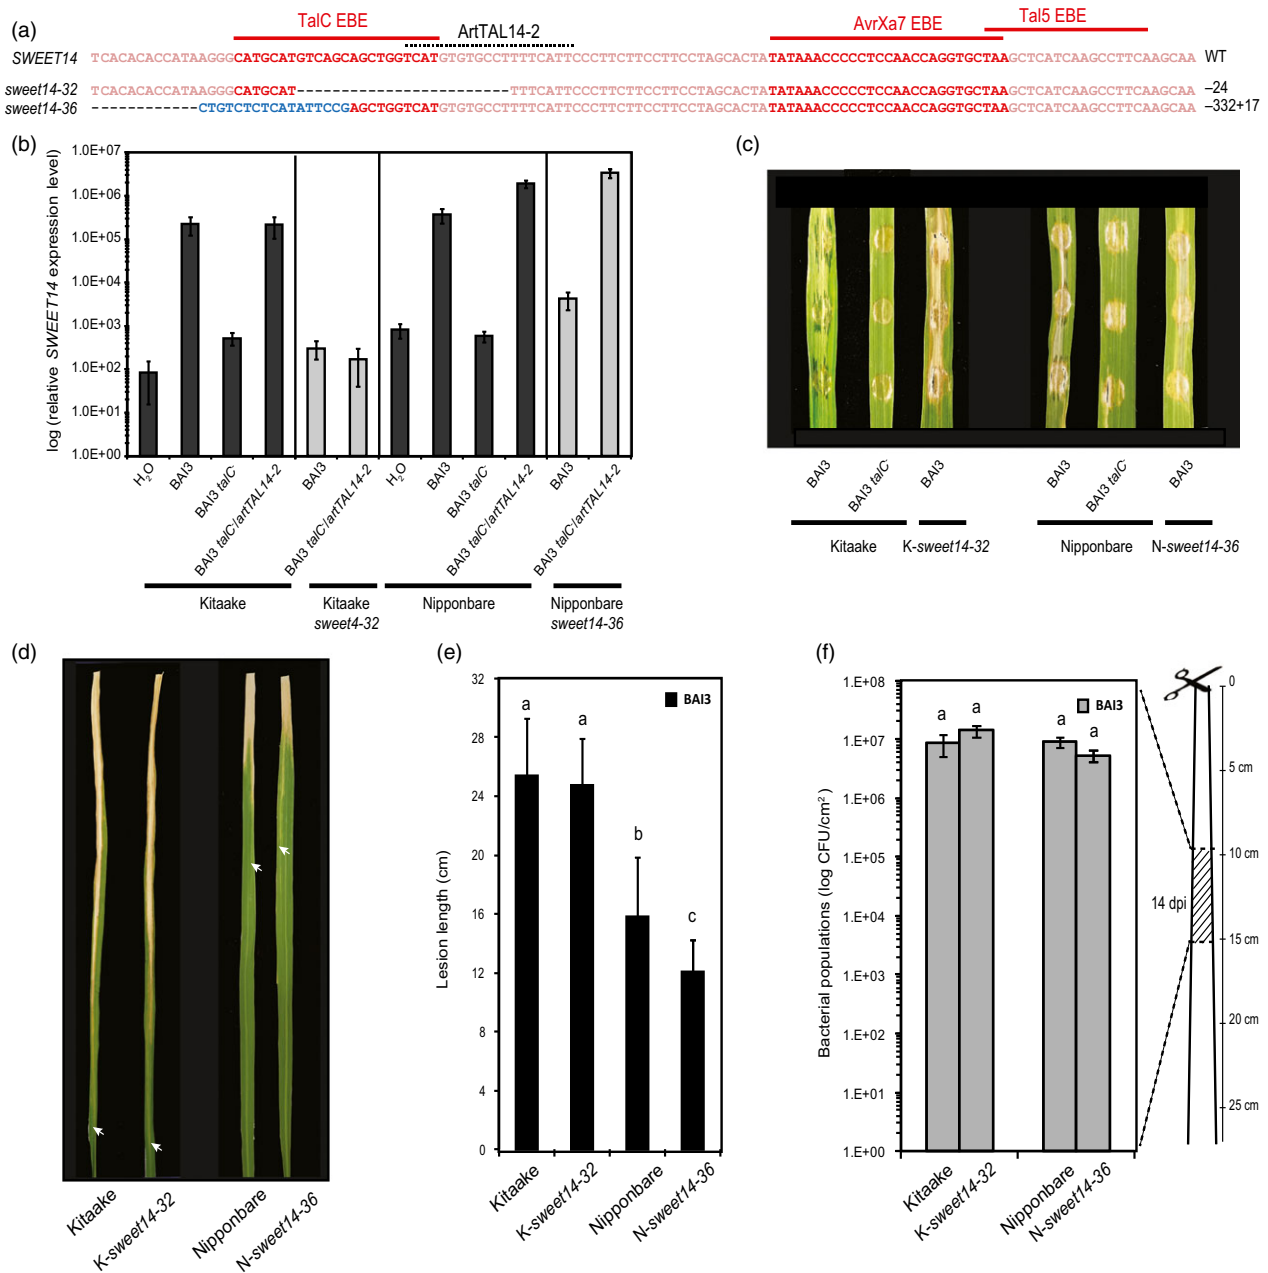 (a)
TalC EBE
ArtTAL14-2
AvrXa7 EBE
Tal5 EBE
SWEET14 TCACACACCATAAGGGCATGCATGTCAGCAGCTGGTCATGTGTGCCTTTTCATTCCCTTCTTCCTTCCTAGCACTATATAAACCCCCTCCAACCAGGTGCTAAGCTCATCAAGCCTTCAAGCAA WT
sweet14-32 TCACACACCATAAGGGCATGCAT------------------------TTTCATTCCCTTCTTCCTTCCTAGCACTATATAAACCCCCTCCAACCAGGTGCTAAGCTCATCAAGCCTTCAAGCAA –24
sweet14-36 ------------CTGTCTCTCATATTCCGAGCTGGTCATGTGTGCCTTTTCATTCCCTTCTTCCTTCCTAGCACTATATAAACCCCCTCCAACCAGGTGCTAAGCTCATCAAGCCTTCAAGCAA –332+17
(b)
log (relative SWEET14 expression level)
1.0E+07
1.0E+06
1.0E+05
1.0E+04
1.0E+03
1.0E+02
1.0E+01
1.0E+00
H2O
BAI3
BAI3 talC-
BAI3 talC-/artTAL14-2
BAI3
BAI3 talC-/artTAL14-2
H2O
BAI3
BAI3 talC-
BAI3 talC-/artTAL14-2
BAI3
BAI3 talC-/artTAL14-2
Kitaake
Kitaake
sweet4-32
Nipponbare
Nipponbare
sweet14-36
(c)
BAI3
BAI3 talC-
BAI3
BAI3
BAI3 talC-
BAI3
Kitaake
K-sweet14-32
Nipponbare
N-sweet14-36
(d)
Kitaake
K-sweet14-32
Nipponbare
N-sweet14-36
(e)
Lesion length (cm)
32
28
24
20
16
12
8
4
0
BAI3
a
a
b
c
Kitaake
K-sweet14-32
Nipponbare
N-sweet14-36
(f)
Bacterial populations (log CFU/cm2)
1.E+08
1.E+07
1.E+06
1.E+05
1.E+04
1.E+03
1.E+02
1.E+01
1.E+00
BAI3
a
a
a
a
Kitaake
K-sweet14-32
Nipponbare
N-sweet14-36
14 dpi
0
5 cm
10 cm
15 cm
20 cm
25 cm